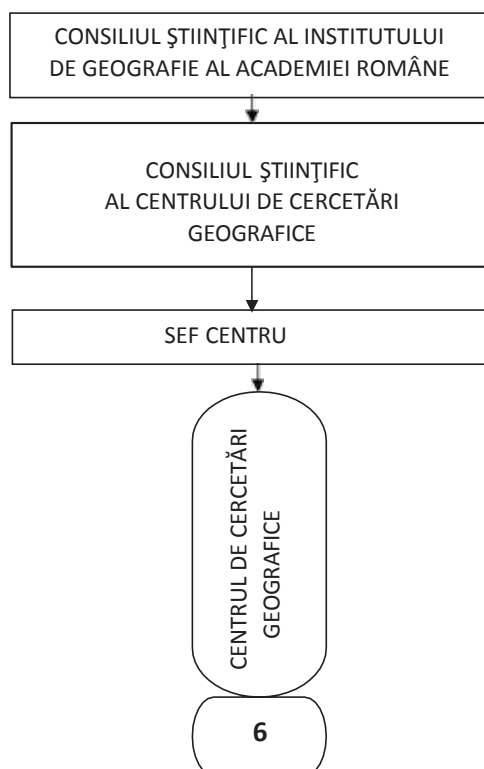 CONSILIUL ŞTIINŢIFIC AL INSTITUTULUI
DE GEOGRAFIE AL ACADEMIEI ROMÂNE
CONSILIUL ŞTIINŢIFIC
AL CENTRULUI DE CERCETĂRI
GEOGRAFICE
SEF CENTRU
CENTRUL DE CERCETĂRI
GEOGRAFICE
6